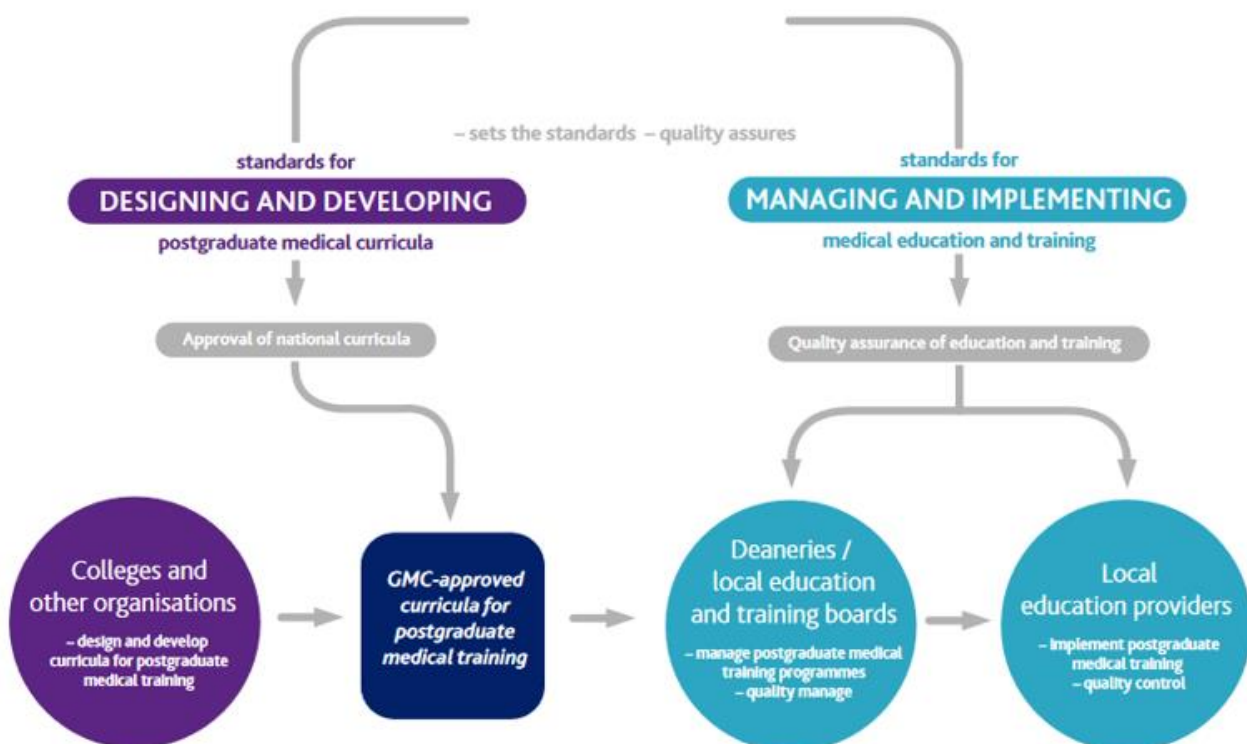 – sets the standards – quality assures
standards for
DESIGNING AND DEVELOPING
postgraduate medical curricula
standards for
MANAGING AND IMPLEMENTING
medical education and training
Approval of national curricula
Quality assurance of education and training
Colleges and
other organisations
– design and develop
curricula for postgraduate
medical training
GMC-approved
curricula for
postgraduate
medical training
Deaneries /
local education
and training boards
– manage postgraduate medical
training programmes
– quality manage
Local
education providers
– implement postgraduate
medical training
– quality control